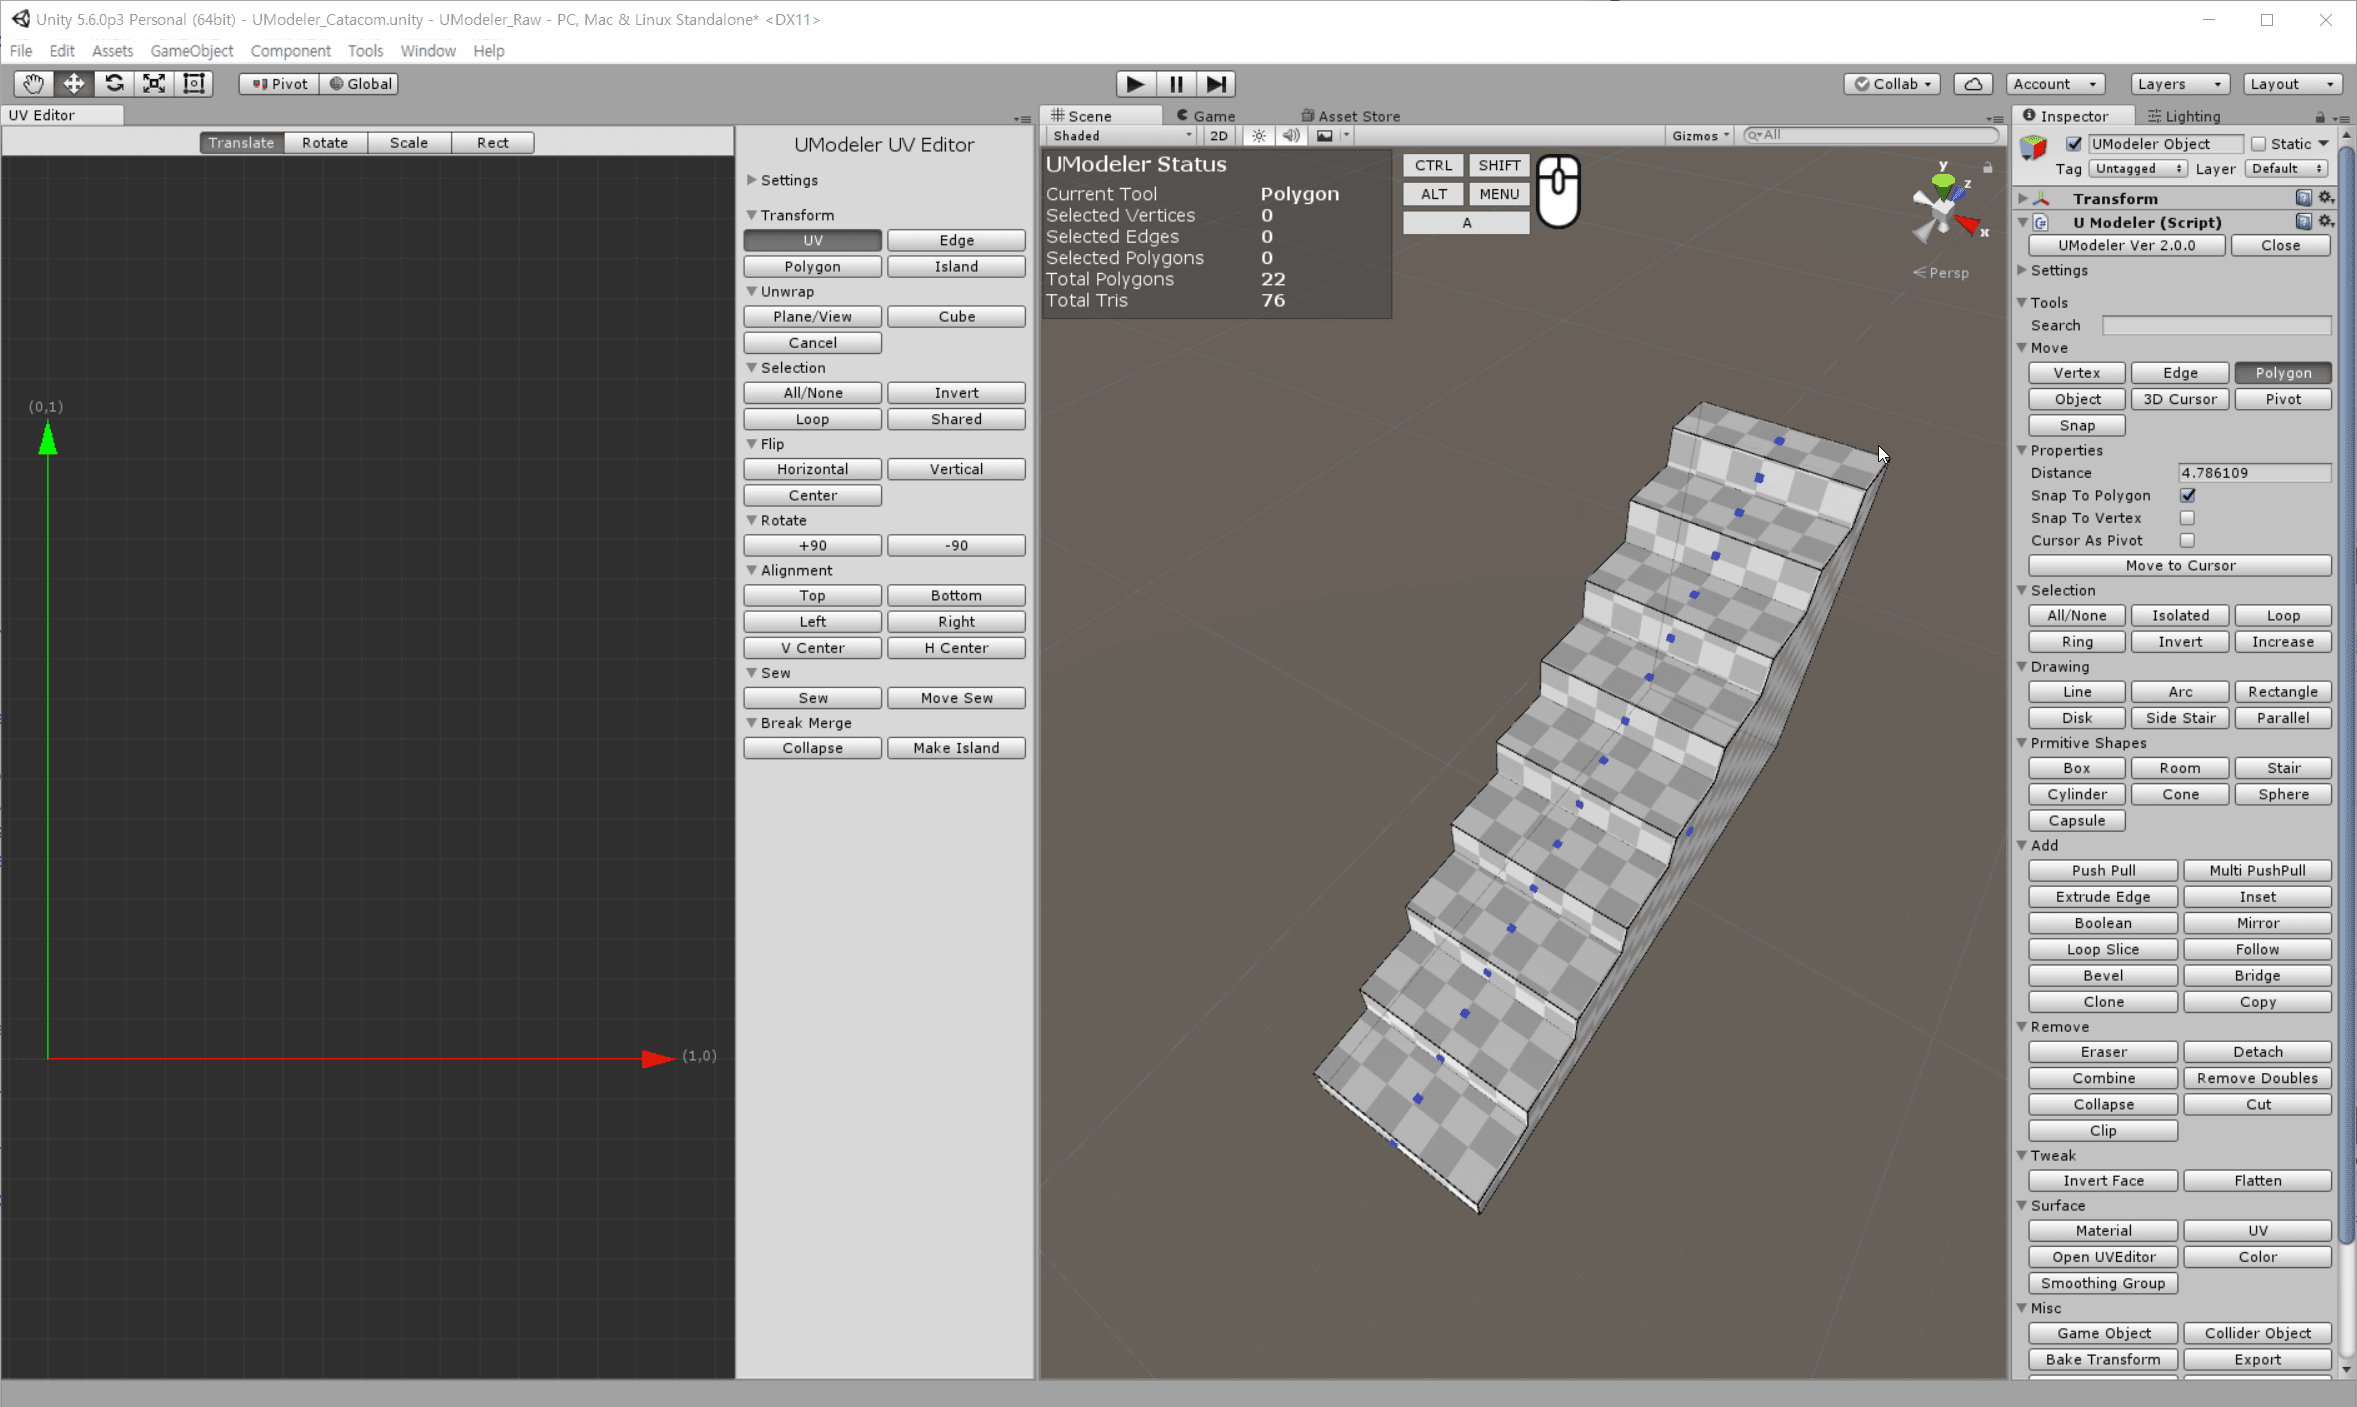 Unity 5.6.0p3 Personal (64bit) - UModeler_Catacom.unity - UModeler_Raw - PC, Mac & Linux Standalone* <DX11>
File Edit Assets GameObject Component Tools Window Help
Pivot Global Collab Account Layers Layout
UV Editor
Translate Rotate Scale Rect
UModeler UV Editor
Settings
Transform
UV Edge
Polygon Island
Unwrap
Plane/View Cube
Cancel
Selection
All/None Invert
Loop Shared
Flip
Horizontal Vertical
Center
Rotate
+90 -90
Alignment
Top Bottom
Left Right
V Center H Center
Sew
Sew Move Sew
Break Merge
Collapse Make Island
(0,1)
(1,0)
Scene Game Asset Store
Shaded 2D Gizmos All
UModeler Status
Current Tool Polygon
Selected Vertices 0
Selected Edges 0
Selected Polygons 0
Total Polygons 22
Total Tris 76
CTRL SHIFT
ALT MENU
A
y
z
x
Persp
Inspector Lighting
UModeler Object Static
Tag Untagged Layer Default
Transform
U Modeler (Script)
UModeler Ver 2.0.0 Close
Settings
Tools
Search
Move
Vertex Edge Polygon
Object 3D Cursor Pivot
Snap
Properties
Distance 4.786109
Snap To Polygon
Snap To Vertex
Cursor As Pivot
Move to Cursor
Selection
All/None Isolated Loop
Ring Invert Increase
Drawing
Line Arc Rectangle
Disk Side Stair Parallel
Prmitive Shapes
Box Room Stair
Cylinder Cone Sphere
Capsule
Add
Push Pull Multi PushPull
Extrude Edge Inset
Boolean Mirror
Loop Slice Follow
Bevel Bridge
Clone Copy
Remove
Eraser Detach
Combine Remove Doubles
Collapse Cut
Clip
Tweak
Invert Face Flatten
Surface
Material UV
Open UVEditor Color
Smoothing Group
Misc
Game Object Collider Object
Bake Transform Export